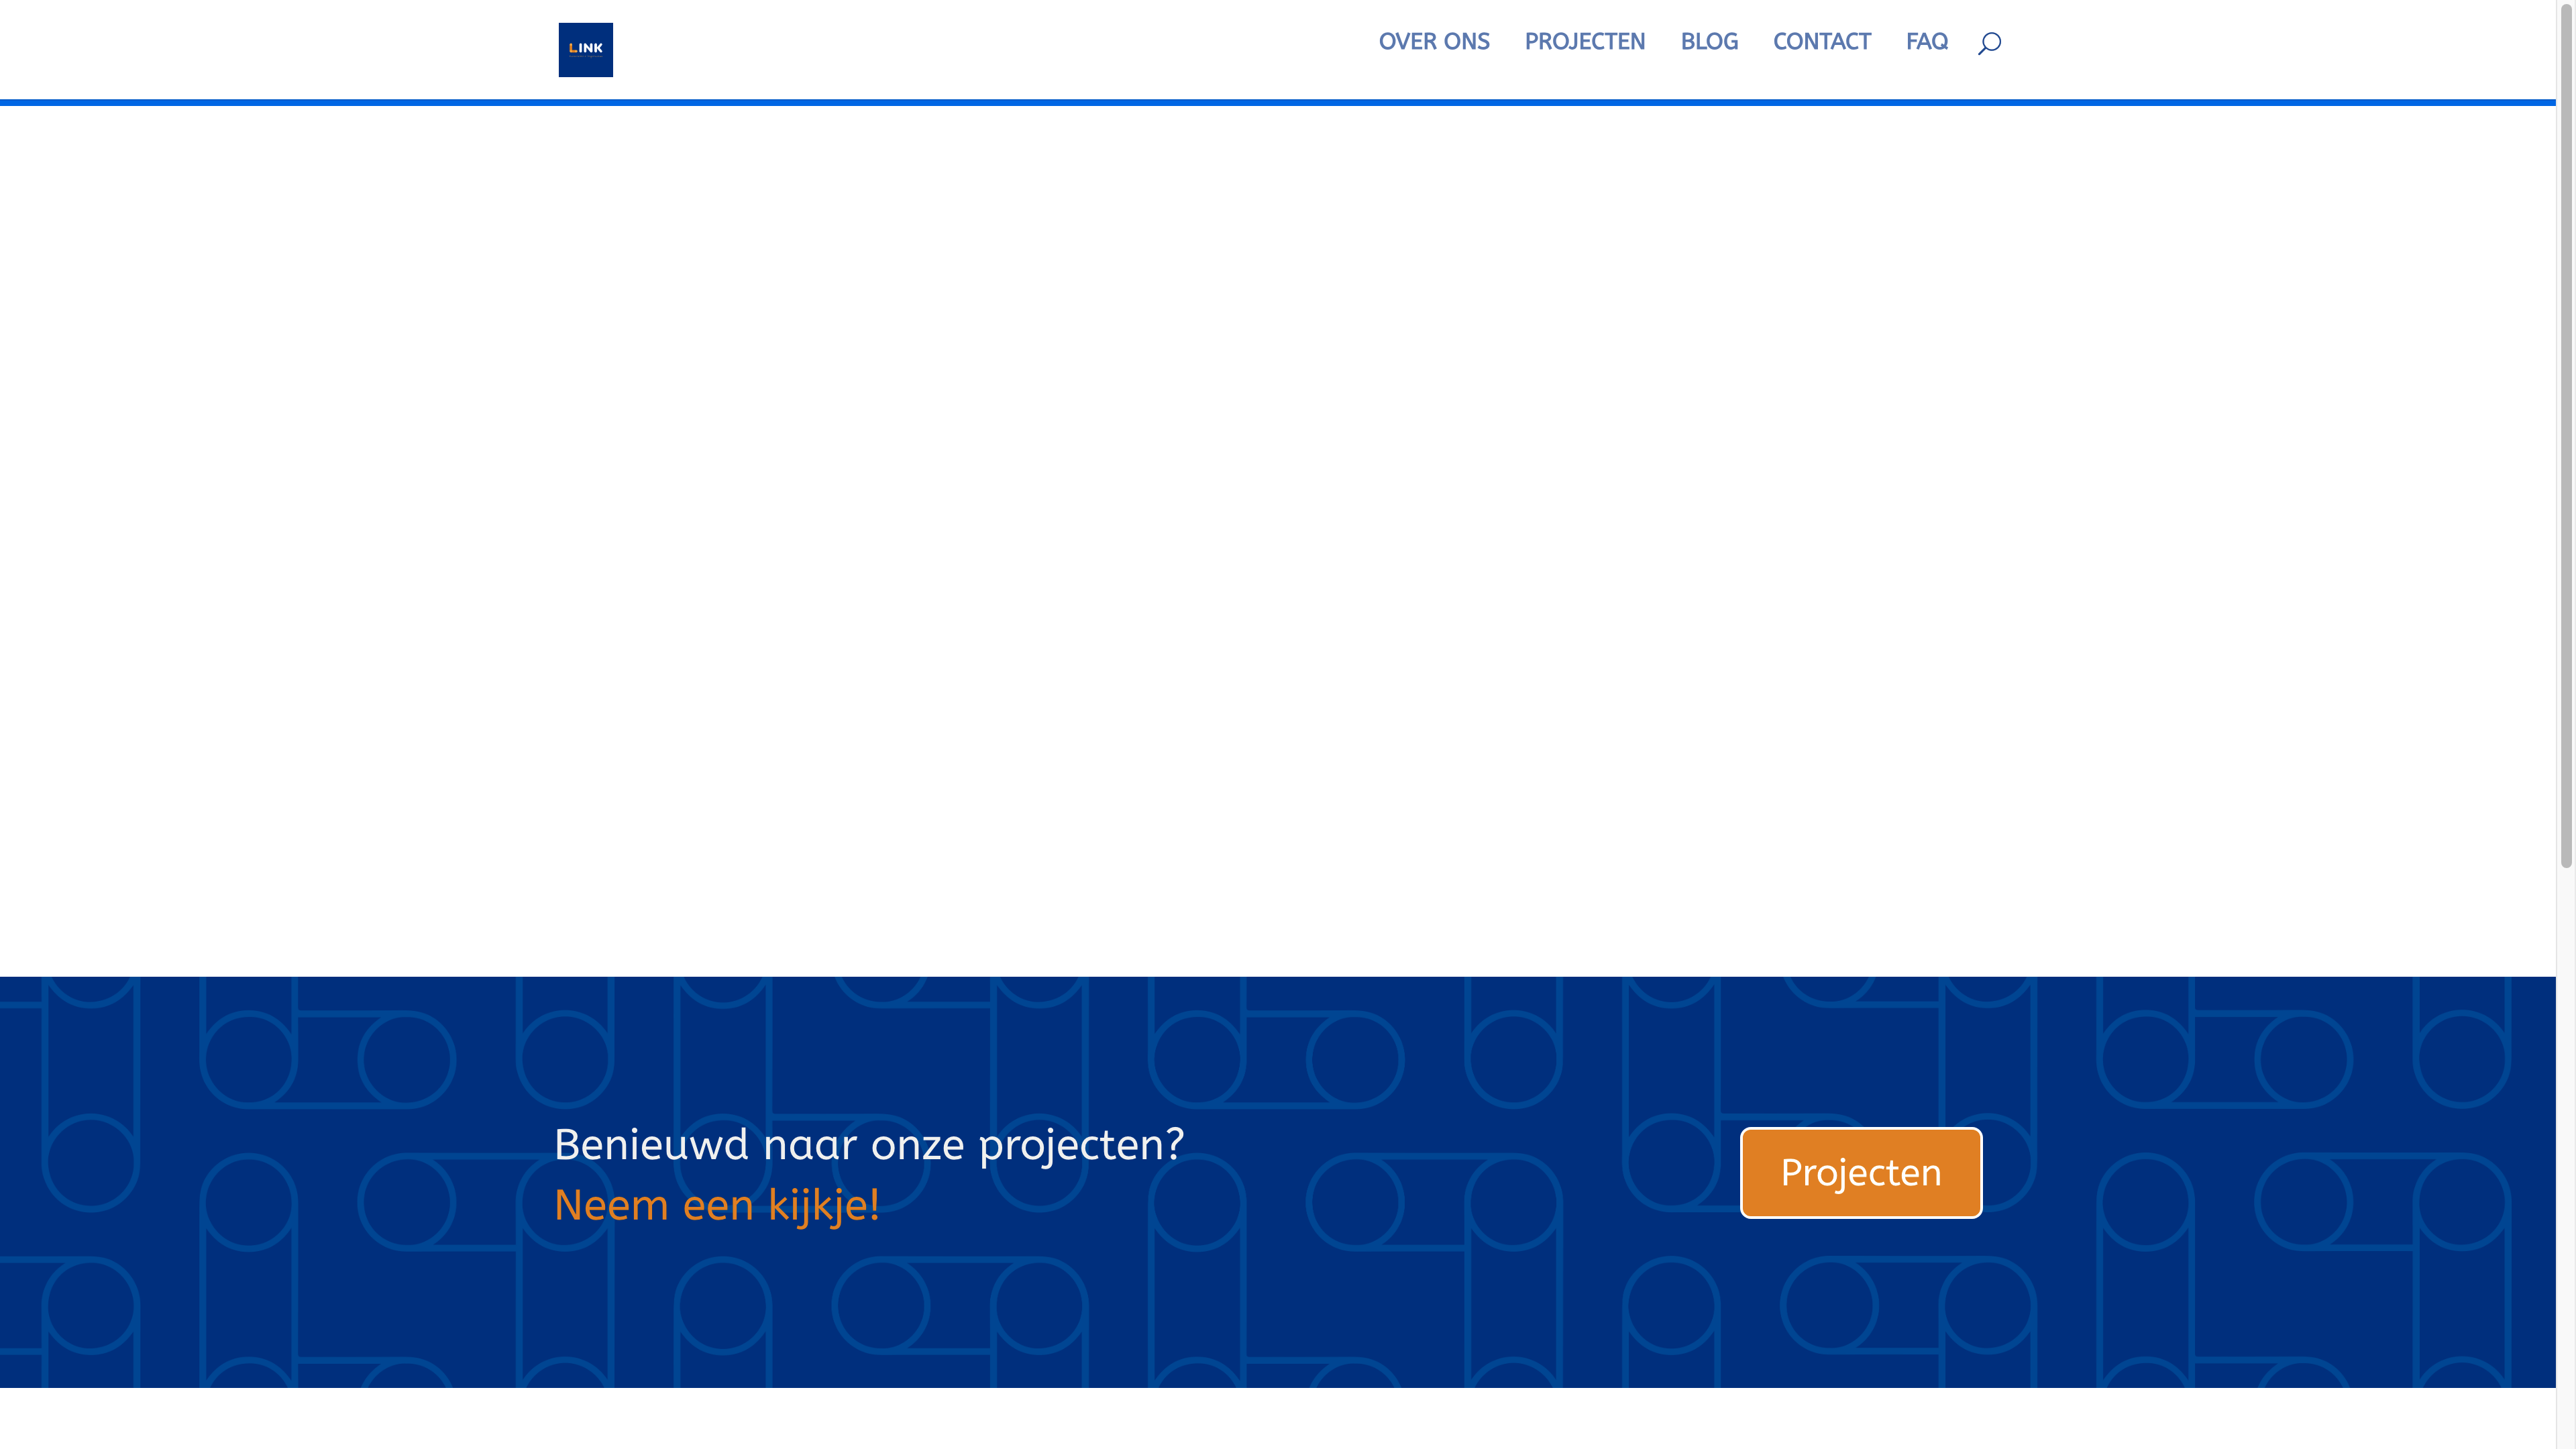 LINK
OVER ONS
PROJECTEN
BLOG
CONTACT
FAQ
Benieuwd naar onze projecten?
Neem een kijkje!
Projecten